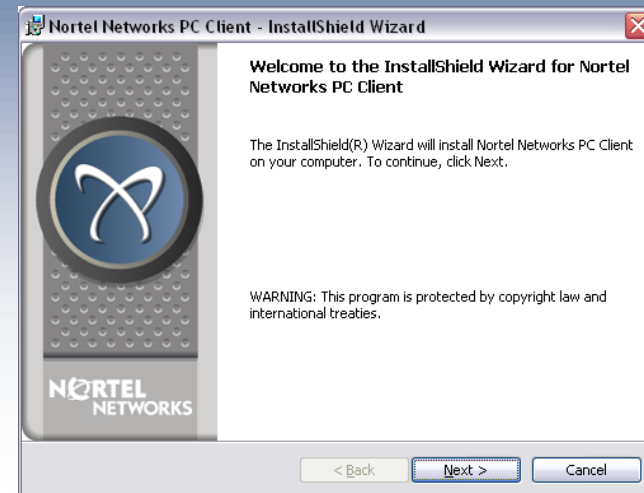 Nortel Networks PC Client - InstallShield Wizard
Welcome to the InstallShield Wizard for Nortel
Networks PC Client
The InstallShield(R) Wizard will install Nortel Networks PC Client
on your computer. To continue, click Next.
WARNING: This program is protected by copyright law and
international treaties.
NORTEL
NETWORKS
< Back
Next >
Cancel